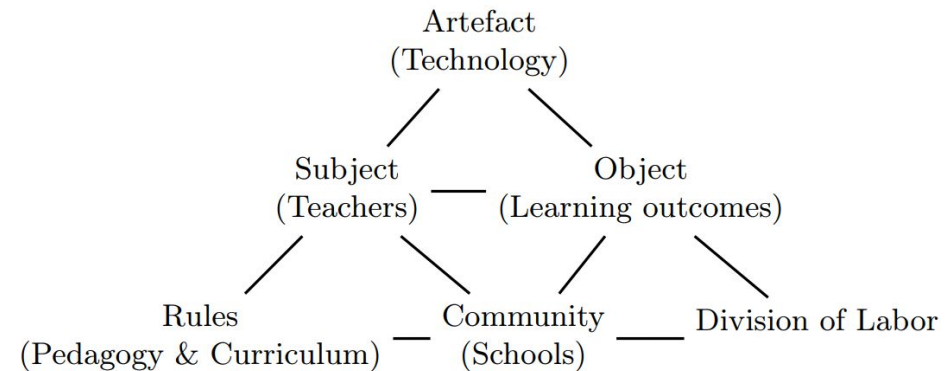 Artefact
(Technology)
Subject
(Teachers)
Object
(Learning outcomes)
Rules
(Pedagogy & Curriculum)
Community
(Schools)
Division of Labor